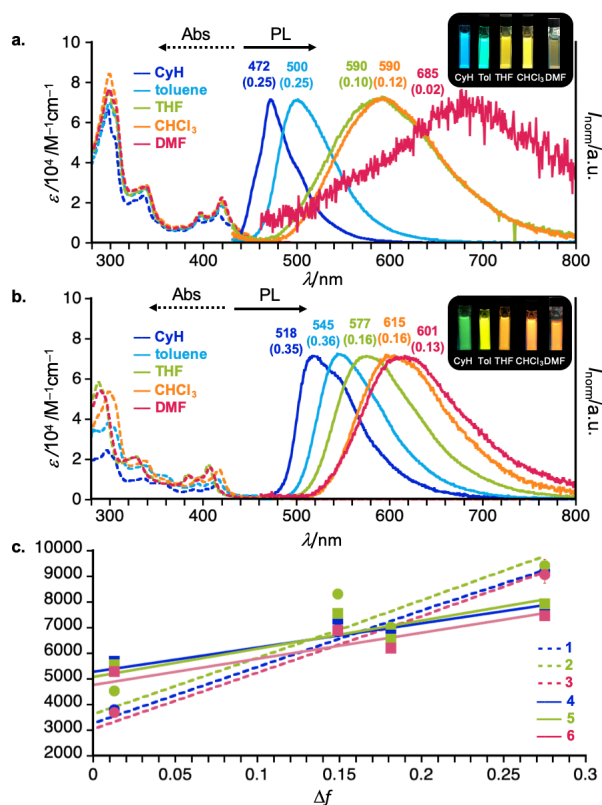 a.
Abs
PL
CyH
toluene
THF
CHCl₃
DMF
472
(0.25)
500
(0.25)
590
(0.10)
590
(0.12)
685
(0.02)
CyH Tol THF CHCl₃ DMF
ε /10⁴ /M⁻¹cm⁻¹
10
8
6
4
2
0
I norm/a.u.
300 400 500 600 700 800
λ/nm
b.
Abs
PL
CyH
toluene
THF
CHCl₃
DMF
518
(0.35)
545
(0.36)
577
(0.16)
615
(0.16)
601
(0.13)
CyH Tol THF CHCl₃ DMF
ε /10⁴ /M⁻¹cm⁻¹
10
8
6
4
2
0
I norm/a.u.
300 400 500 600 700 800
λ/nm
c.
10000
9000
8000
7000
6000
5000
4000
3000
2000
0 0.05 0.1 0.15 0.2 0.25 0.3
Δf
1
2
3
4
5
6